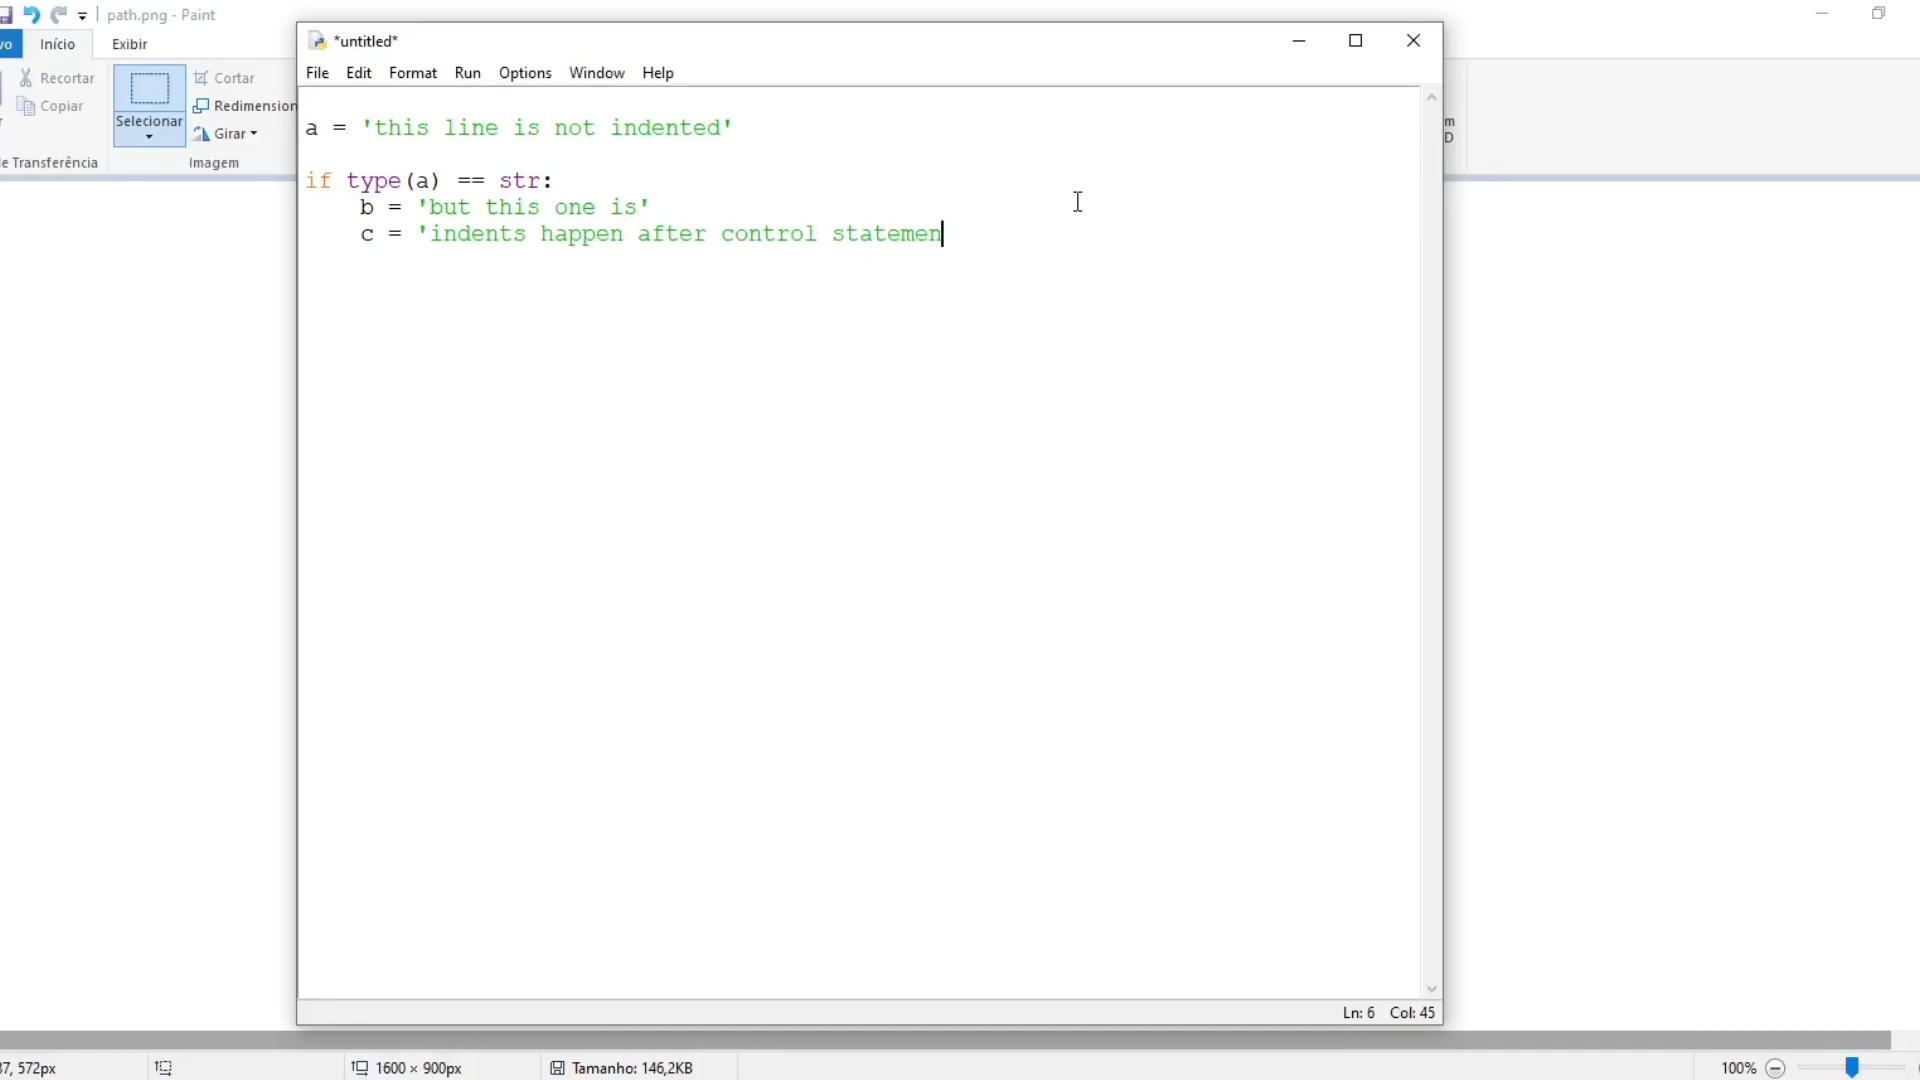 path.png - Paint
vo Início Exibir
Recortar
Copiar
Selecionar
Cortar
Redimension
Girar
e Transferência
Imagem
*untitled*
File Edit Format Run Options Window Help
a = 'this line is not indented'
if type(a) == str:
    b = 'but this one is'
    c = 'indents happen after control statemen
m
D
Ln: 6 Col: 45
37, 572px
1600 × 900px
Tamanho: 146,2KB
100%